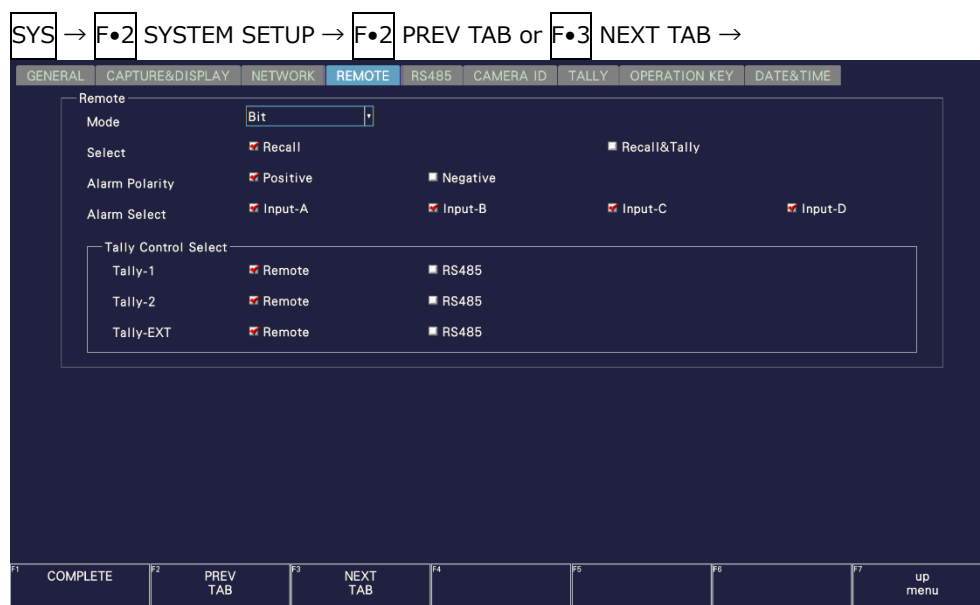 SYS → F•2 SYSTEM SETUP → F•2 PREV TAB or F•3 NEXT TAB →
GENERAL CAPTURE&DISPLAY NETWORK REMOTE RS485 CAMERA ID TALLY OPERATION KEY DATE&TIME
Remote
Mode Bit
Select Recall Recall&Tally
Alarm Polarity Positive Negative
Alarm Select Input-A Input-B Input-C Input-D
Tally Control Select
Tally-1 Remote RS485
Tally-2 Remote RS485
Tally-EXT Remote RS485
F1 COMPLETE F2 PREV TAB F3 NEXT TAB F4 F5 F6 F7 up menu